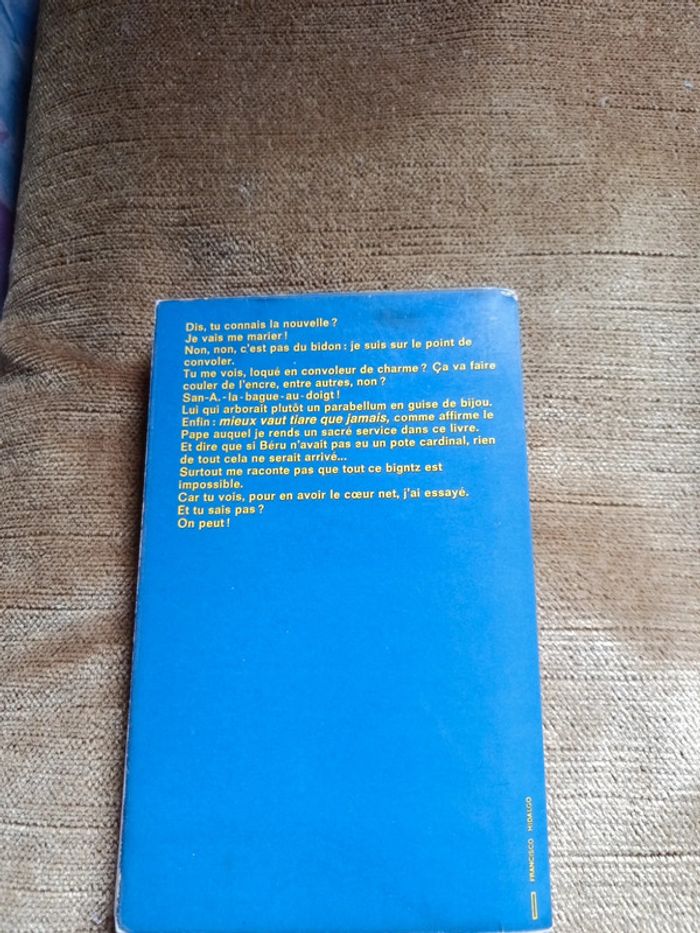 Dis, tu connais la nouvelle ?
Je vais me marier !
Non, non, c'est pas du bidon : je suis sur le point de
convoler.
Tu me vois, loqué en convoleur de charme ? Ça va faire
couler de l'encre, entre autres, non ?
San-A.-la-bague-au-doigt !
Lui qui arborait plutôt un parabellum en guise de bijou.
Enfin : mieux vaut tiare que jamais, comme affirme le
Pape auquel je rends un sacré service dans ce livre.
Et dire que si Béru n'avait pas eu un pote cardinal, rien
de tout cela ne serait arrivé...
Surtout me raconte pas que tout ce bigntz est
impossible.
Car tu vois, pour en avoir le cœur net, j'ai essayé.
Et tu sais pas ?
On peut !
FRANCISCO HIDALGO